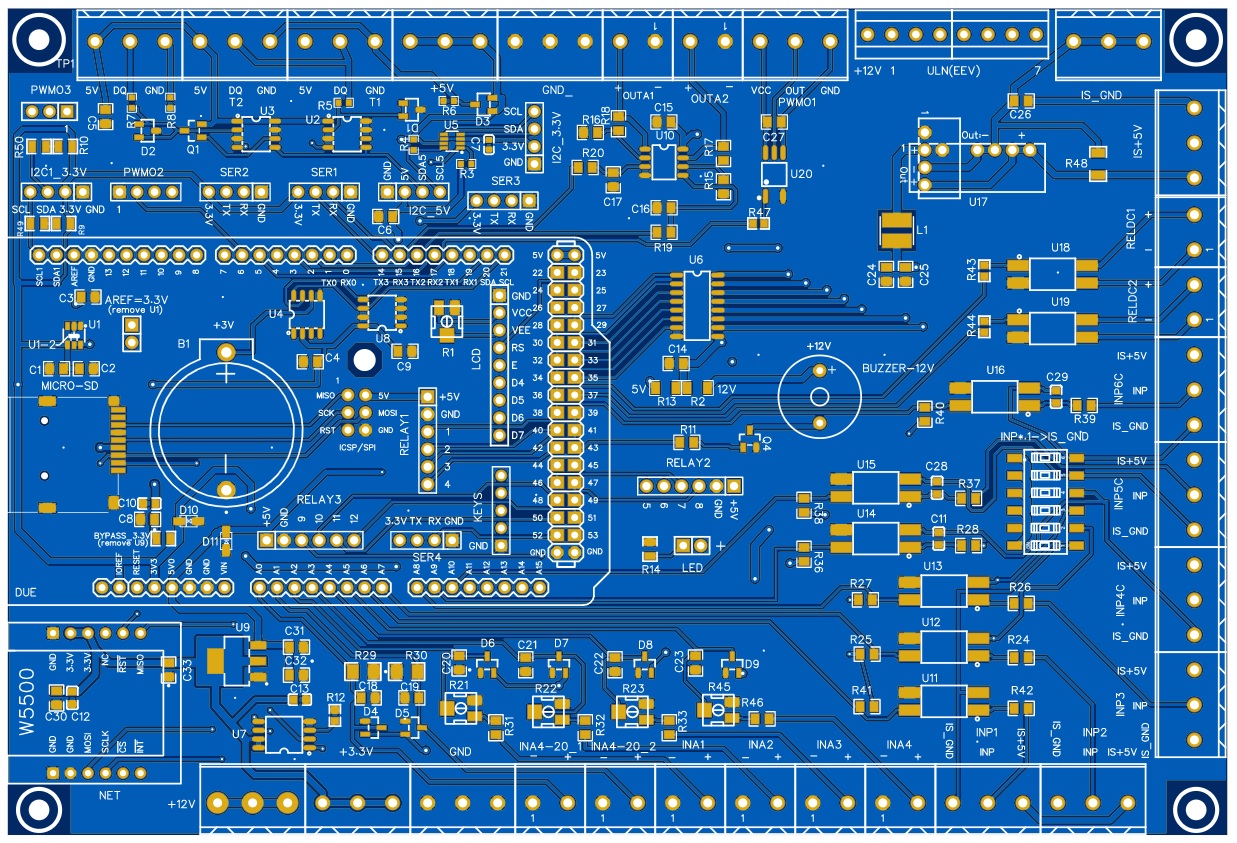 TP1
+12V 1 ULN(EEV) 7
5V DQ GND 5V DQ GND 5V DQ GND +5V GND_ + OUTA1 - + OUTA2 - VCC OUT GND
1 1
T2 T1 PWMO1
PWMO3
1
C5 R7 R8 D2 Q1 U3 R5 U2 D1 R6 D3 U5 R4 C7 R3
SCL
SDA
3.3V
GND
I2C_3.3V
R16 R18 C15 U10 R17 R20 C17 R15 C16 R19 C27 U20 R47
C26 IS_GND
IS+5V
1 Out- Out U17 R48
R50 R10
I2C1_3.3V PWMO2 SER2 SER1 SER3
SCL SDA 3.3V GND 1 3.3V TX RX GND 3.3V TX RX GND GND 5V SDA5 SCL5 I2C_5V 3.3V TX RX GND
R49 R9 C6
L1 C24 C25
RELDC1 + -
RELDC2 + -
SCL1 SDA1 AREF GND 13 12 11 10 9 8 7 6 5 4 3 2 1 0 14 15 16 17 18 19 20 21
TX0 RX0 TX3 RX3 TX2 RX2 TX1 RX1 SDA SCL
5V 5V
22 23
24 25
26 27
28 29
30 31
32 33
34 35
36 37
38 39
40 41
42 43
44 45
46 47
48 49
50 51
52 53
GND GND
C3 AREF=3.3V
(remove U1)
U1
U1-2
C1 C2
MICRO-SD
+3V
B1
U4 U8 R1 C4 C9
LCD
GND
VCC
VEE
RS
E
D4
D5
D6
D7
1
MISO 5V
SCK MOSI
RST GND
ICSP/SPI
RELAY1
+5V
GND
1
2
3
4
U6 C14
5V R13 R2 12V
+12V
BUZZER-12V
R11 Q4
RELAY2
5 6 7 8 GND +5V
R43 U18
R44 U19
U16 C29 R40 R39
INP*.1->IS_GND
IS+5V
INP6C INP
IS_GND
IS+5V
INP5C INP
IS_GND
IS+5V
INP4C INP
IS_GND
IS+5V
INP3 INP
IS_GND
U15 C28 R37 R38
U14 C11 R28 R36
U13 R27 R26
U12 R25 R24
U11 R41 R42
C10
C8 D10
BYPASS_3.3V
(remove U9) D11
RELAY3
+5V GND 9 10 11 12
3.3V TX RX GND
SER4
KEYS
GND
R14 LED +
DUE
IOREF RESET 3V3 5V0 GND GND VIN A0 A1 A2 A3 A4 A5 A6 A7 A8 A9 A10 A11 A12 A13 A14 A15
W5500
GND 3.3V 3.3V NC RST MISO
C30 C12 C33
GND GND MOSI SCLK CS INT
NET
U9 C31 C32 C13 R12 U7
R29 R30 C18 C19 D4 D5
C20 D6 C21 D7 C22 D8 C23 D9
R21 R31 R22 R32 R23 R33 R45 R46
+12V +3.3V GND INA4-20_1 INA4-20_2 INA1 INA2 INA3 INA4 IS_GND INP1 INP IS+5V IS_GND INP2 INP IS+5V
- + - + - + - + - + - +
1 1 1 1 1 1